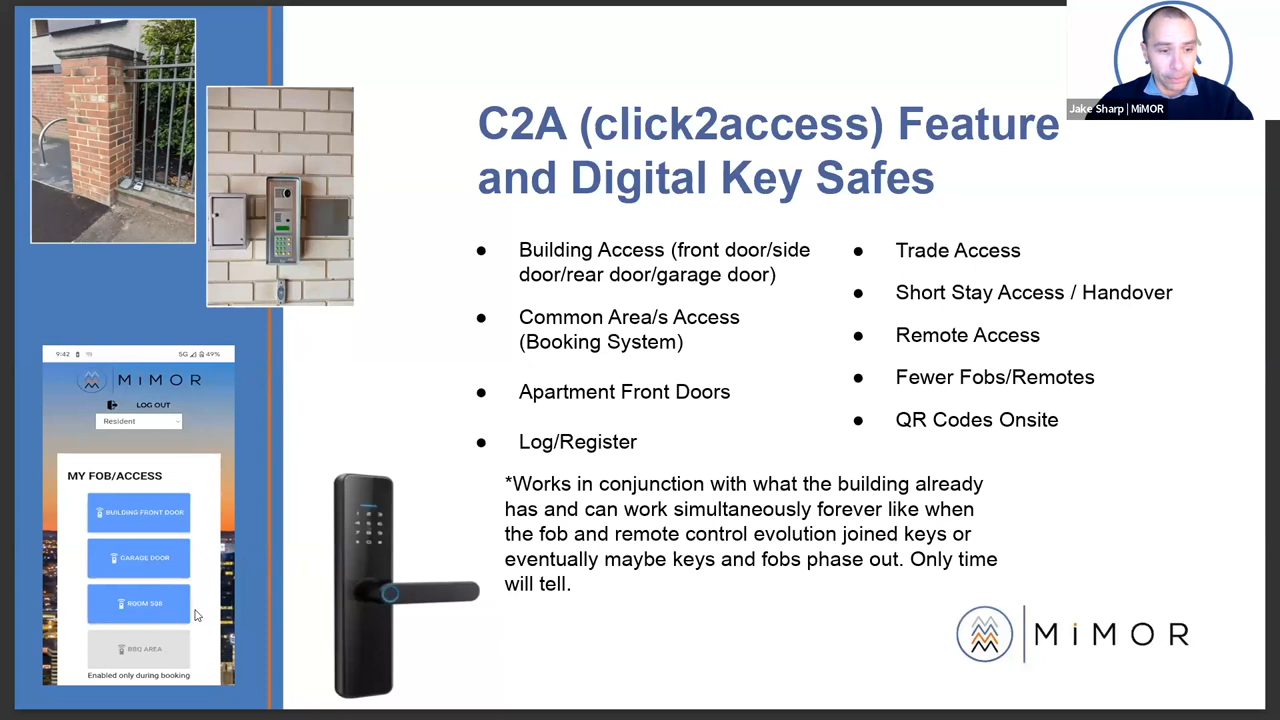 Jake Sharp | MiMOR
C2A (click2access) Feature
and Digital Key Safes
● Building Access (front door/side
door/rear door/garage door)
● Common Area/s Access
(Booking System)
● Apartment Front Doors
● Log/Register
● Trade Access
● Short Stay Access / Handover
● Remote Access
● Fewer Fobs/Remotes
● QR Codes Onsite
*Works in conjunction with what the building already
has and can work simultaneously forever like when
the fob and remote control evolution joined keys or
eventually maybe keys and fobs phase out. Only time
will tell.
MiMOR
9:42 5G 49%
MiMOR
LOG OUT
Resident
MY FOB/ACCESS
BUILDING FRONT DOOR
GARAGE DOOR
ROOM 508
BBQ AREA
Enabled only during booking